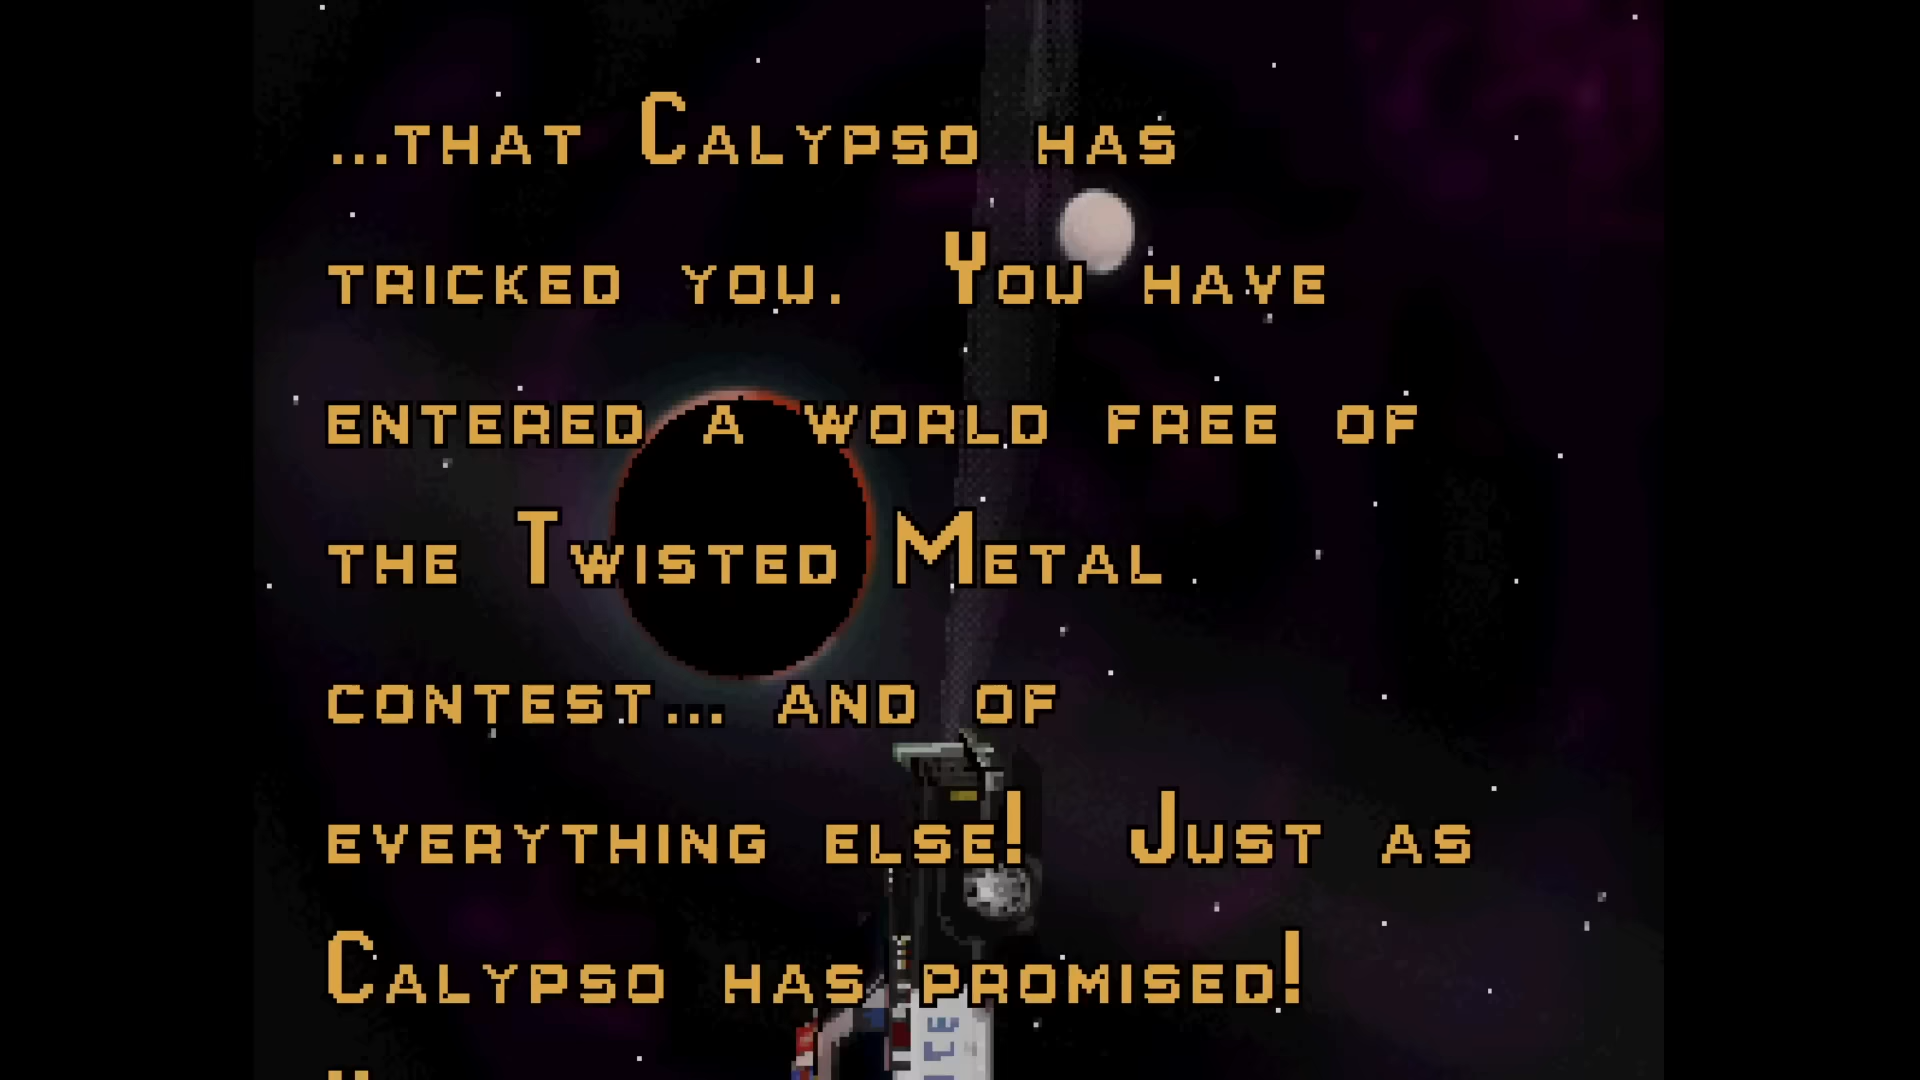 ...that Calypso has
tricked you. You have
entered a world free of
the Twisted Metal
contest... and of
everything else! Just as
Calypso has promised!